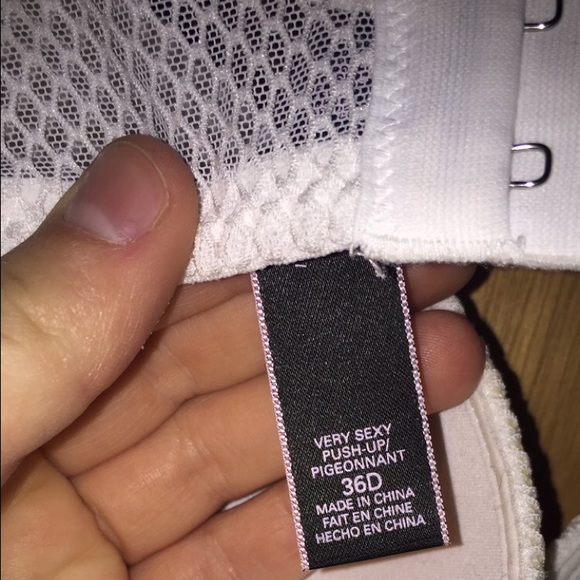 VERY SEXY
PUSH-UP/
PIGEONNANT
36D
MADE IN CHINA
FAIT EN CHINE
HECHO EN CHINA